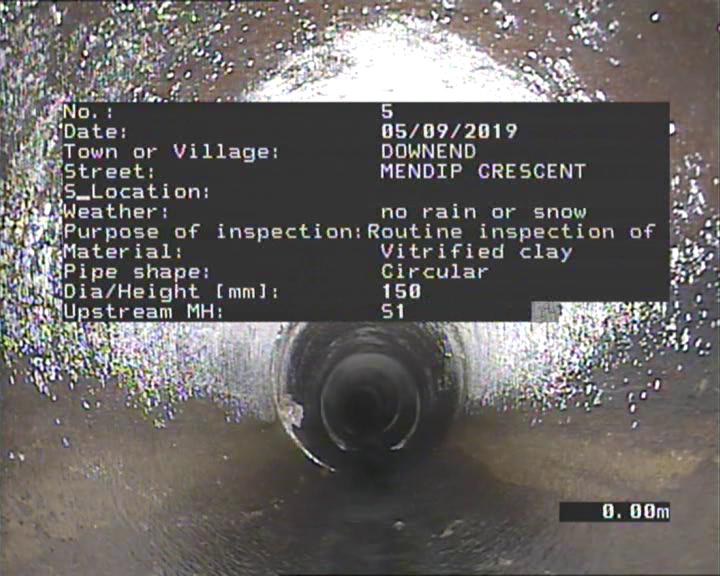 No.: 5
Date: 05/09/2019
Town or Village: DOWNEND
Street: MENDIP CRESCENT
S_Location:
Weather: no rain or snow
Purpose of inspection:Routine inspection of
Material: Vitrified clay
Pipe shape: Circular
Dia/Height [mm]: 150
Upstream MH: S1
0.00m